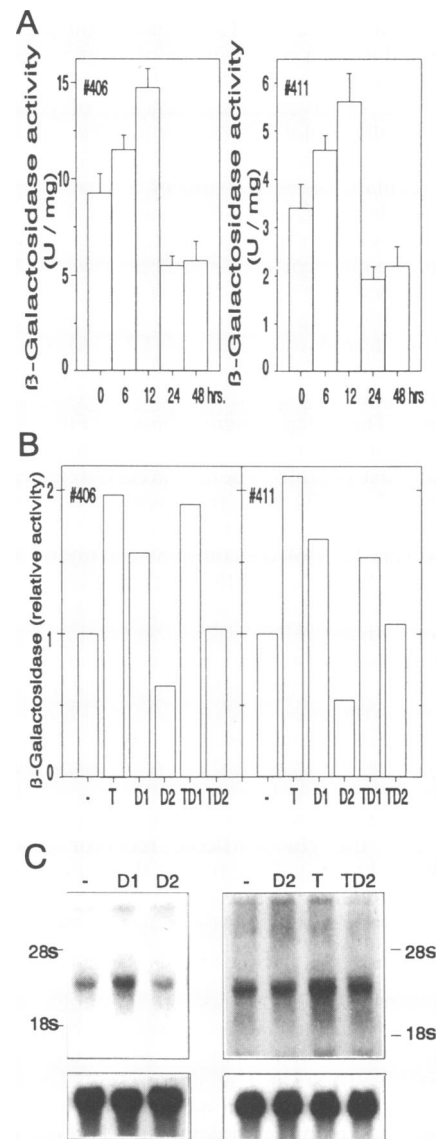 A
β-Galactosidase activity
(U / mg)
#406
15
10
5
0
0 6 12 24 48 hrs.
β-Galactosidase activity
(U / mg)
#411
6
5
4
3
2
1
0
0 6 12 24 48 hrs.
B
β-Galactosidase (relative activity)
#406 #411
2
1
0
- T D1 D2 TD1 TD2 - T D1 D2 TD1 TD2
C
- D1 D2 - D2 T TD2
28s- -28s
18s- -18s